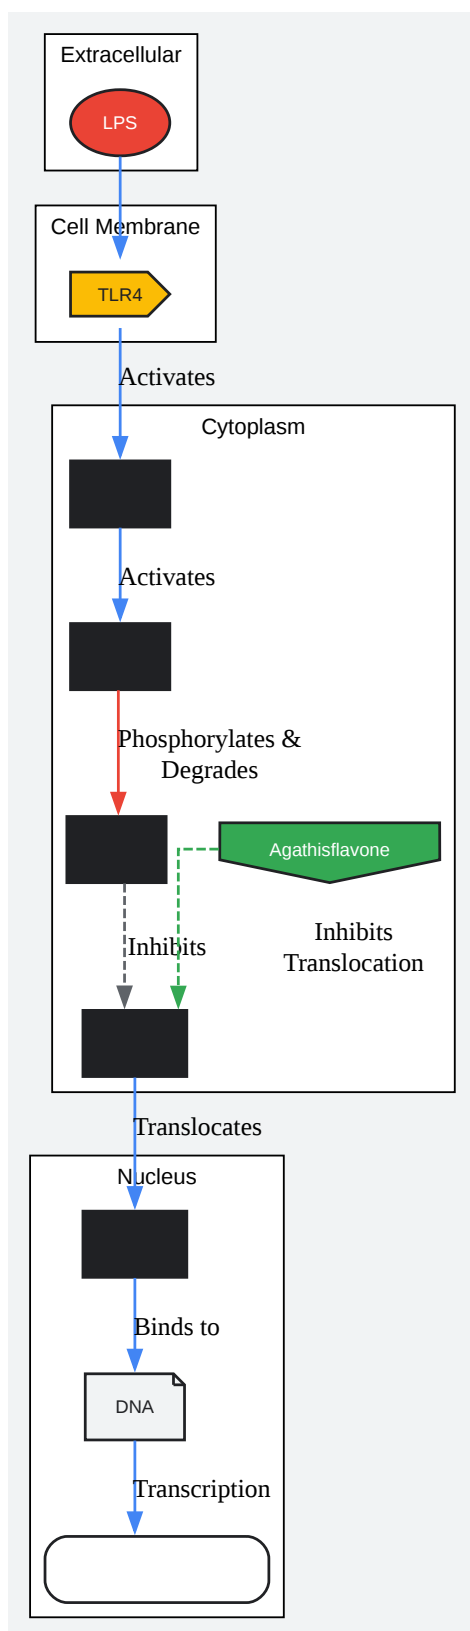 Extracellular
LPS
Cell Membrane
TLR4
Activates
Cytoplasm
Activates
Phosphorylates &
Degrades
Agathisflavone
Inhibits
Inhibits
Translocation
Translocates
Nucleus
Binds to
DNA
Transcription